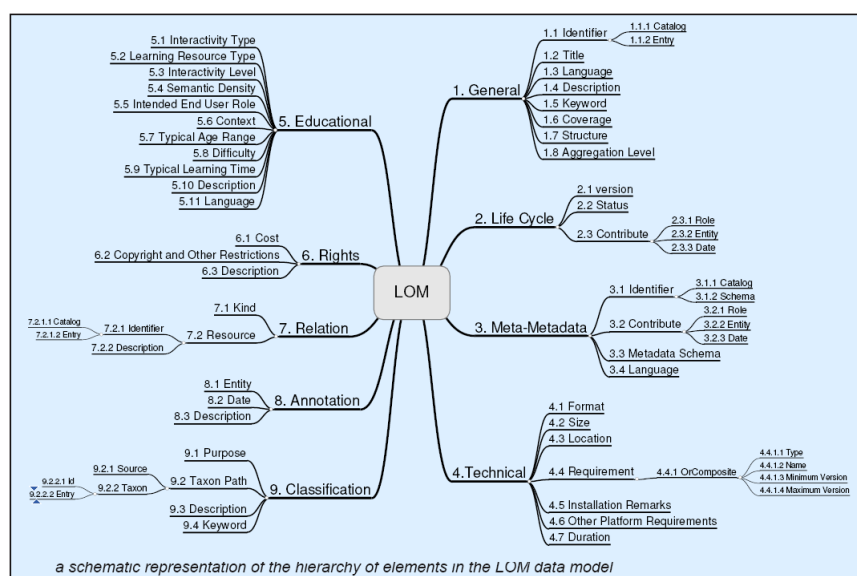 LOM
1. General
1.1 Identifier
1.1.1 Catalog
1.1.2 Entry
1.2 Title
1.3 Language
1.4 Description
1.5 Keyword
1.6 Coverage
1.7 Structure
1.8 Aggregation Level
2. Life Cycle
2.1 version
2.2 Status
2.3 Contribute
2.3.1 Role
2.3.2 Entity
2.3.3 Date
3. Meta-Metadata
3.1 Identifier
3.1.1 Catalog
3.1.2 Schema
3.2 Contribute
3.2.1 Role
3.2.2 Entity
3.2.3 Date
3.3 Metadata Schema
3.4 Language
4.Technical
4.1 Format
4.2 Size
4.3 Location
4.4 Requirement
4.4.1 OrComposite
4.4.1.1 Type
4.4.1.2 Name
4.4.1.3 Minimum Version
4.4.1.4 Maximum Version
4.5 Installation Remarks
4.6 Other Platform Requirements
4.7 Duration
5. Educational
5.1 Interactivity Type
5.2 Learning Resource Type
5.3 Interactivity Level
5.4 Semantic Density
5.5 Intended End User Role
5.6 Context
5.7 Typical Age Range
5.8 Difficulty
5.9 Typical Learning Time
5.10 Description
5.11 Language
6. Rights
6.1 Cost
6.2 Copyright and Other Restrictions
6.3 Description
7. Relation
7.1 Kind
7.2 Resource
7.2.1 Identifier
7.2.1.1 Catalog
7.2.1.2 Entry
7.2.2 Description
8. Annotation
8.1 Entity
8.2 Date
8.3 Description
9. Classification
9.1 Purpose
9.2 Taxon Path
9.2.1 Source
9.2.2 Taxon
9.2.2.1 Id
9.2.2.2 Entry
9.3 Description
9.4 Keyword
a schematic representation of the hierarchy of elements in the LOM data model